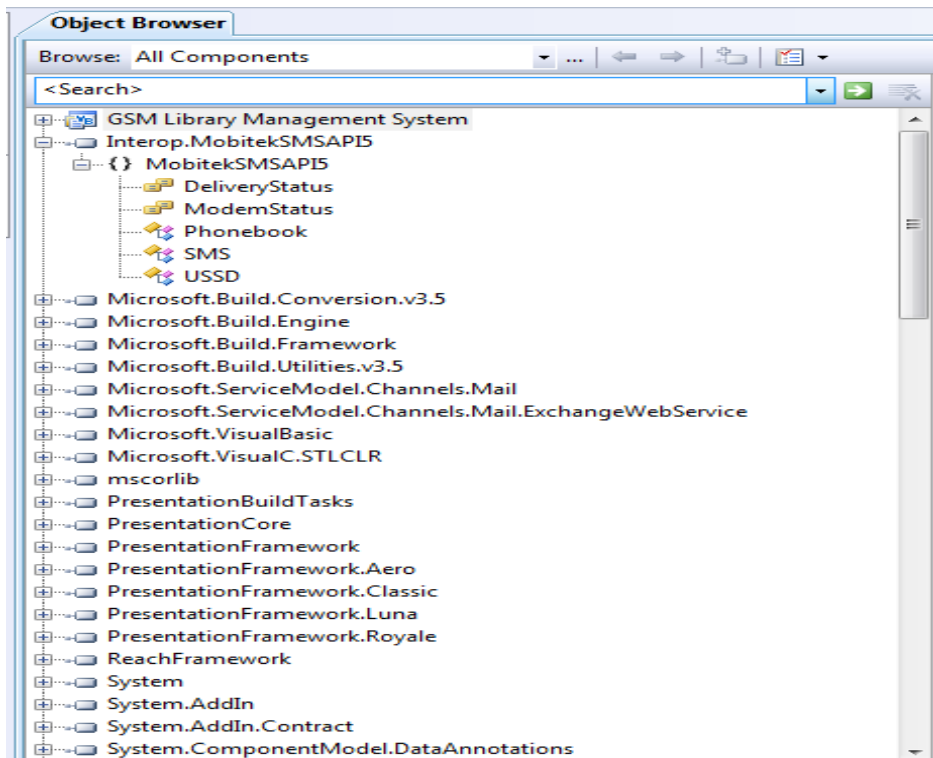 Object Browser
Browse: All Components ...
<Search>
GSM Library Management System
Interop.MobitekSMSAPI5
{} MobitekSMSAPI5
DeliveryStatus
ModemStatus
Phonebook
SMS
USSD
Microsoft.Build.Conversion.v3.5
Microsoft.Build.Engine
Microsoft.Build.Framework
Microsoft.Build.Utilities.v3.5
Microsoft.ServiceModel.Channels.Mail
Microsoft.ServiceModel.Channels.Mail.ExchangeWebService
Microsoft.VisualBasic
Microsoft.VisualC.STLCLR
mscorlib
PresentationBuildTasks
PresentationCore
PresentationFramework
PresentationFramework.Aero
PresentationFramework.Classic
PresentationFramework.Luna
PresentationFramework.Royale
ReachFramework
System
System.AddIn
System.AddIn.Contract
System.ComponentModel.DataAnnotations